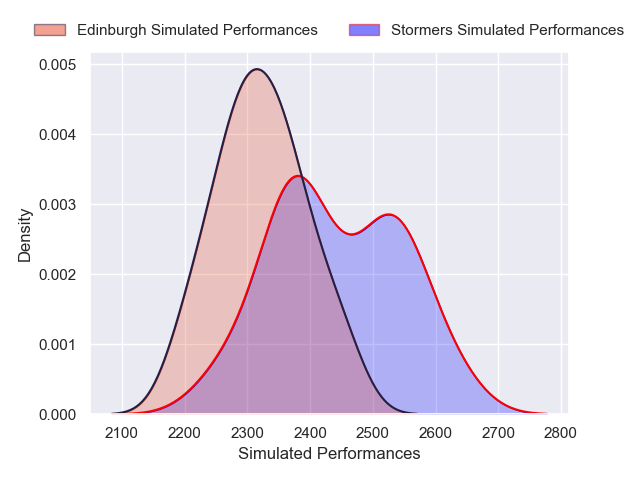 Edinburgh Simulated Performances Stormers Simulated Performances
0.005
0.004
0.003
0.002
0.001
0.000
Density
2100 2200 2300 2400 2500 2600 2700 2800
Simulated Performances